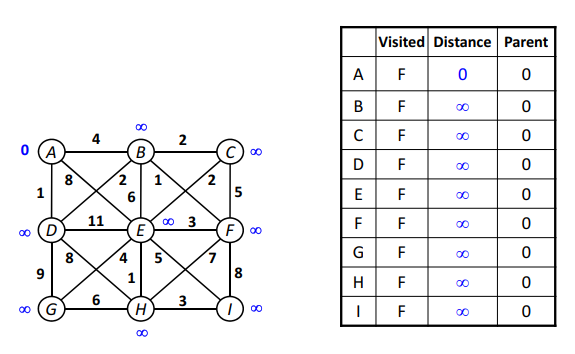 Visited Distance Parent
A F 0 0
B F ∞ 0
C F ∞ 0
D F ∞ 0
E F ∞ 0
F F ∞ 0
G F ∞ 0
H F ∞ 0
I F ∞ 0
∞
0 A 4 B 2 C ∞
8 2 6 1 2
1 5
∞ D 11 E ∞ 3 F ∞
8 4 5 7
9 1 8
∞ G 6 H 3 I ∞
∞